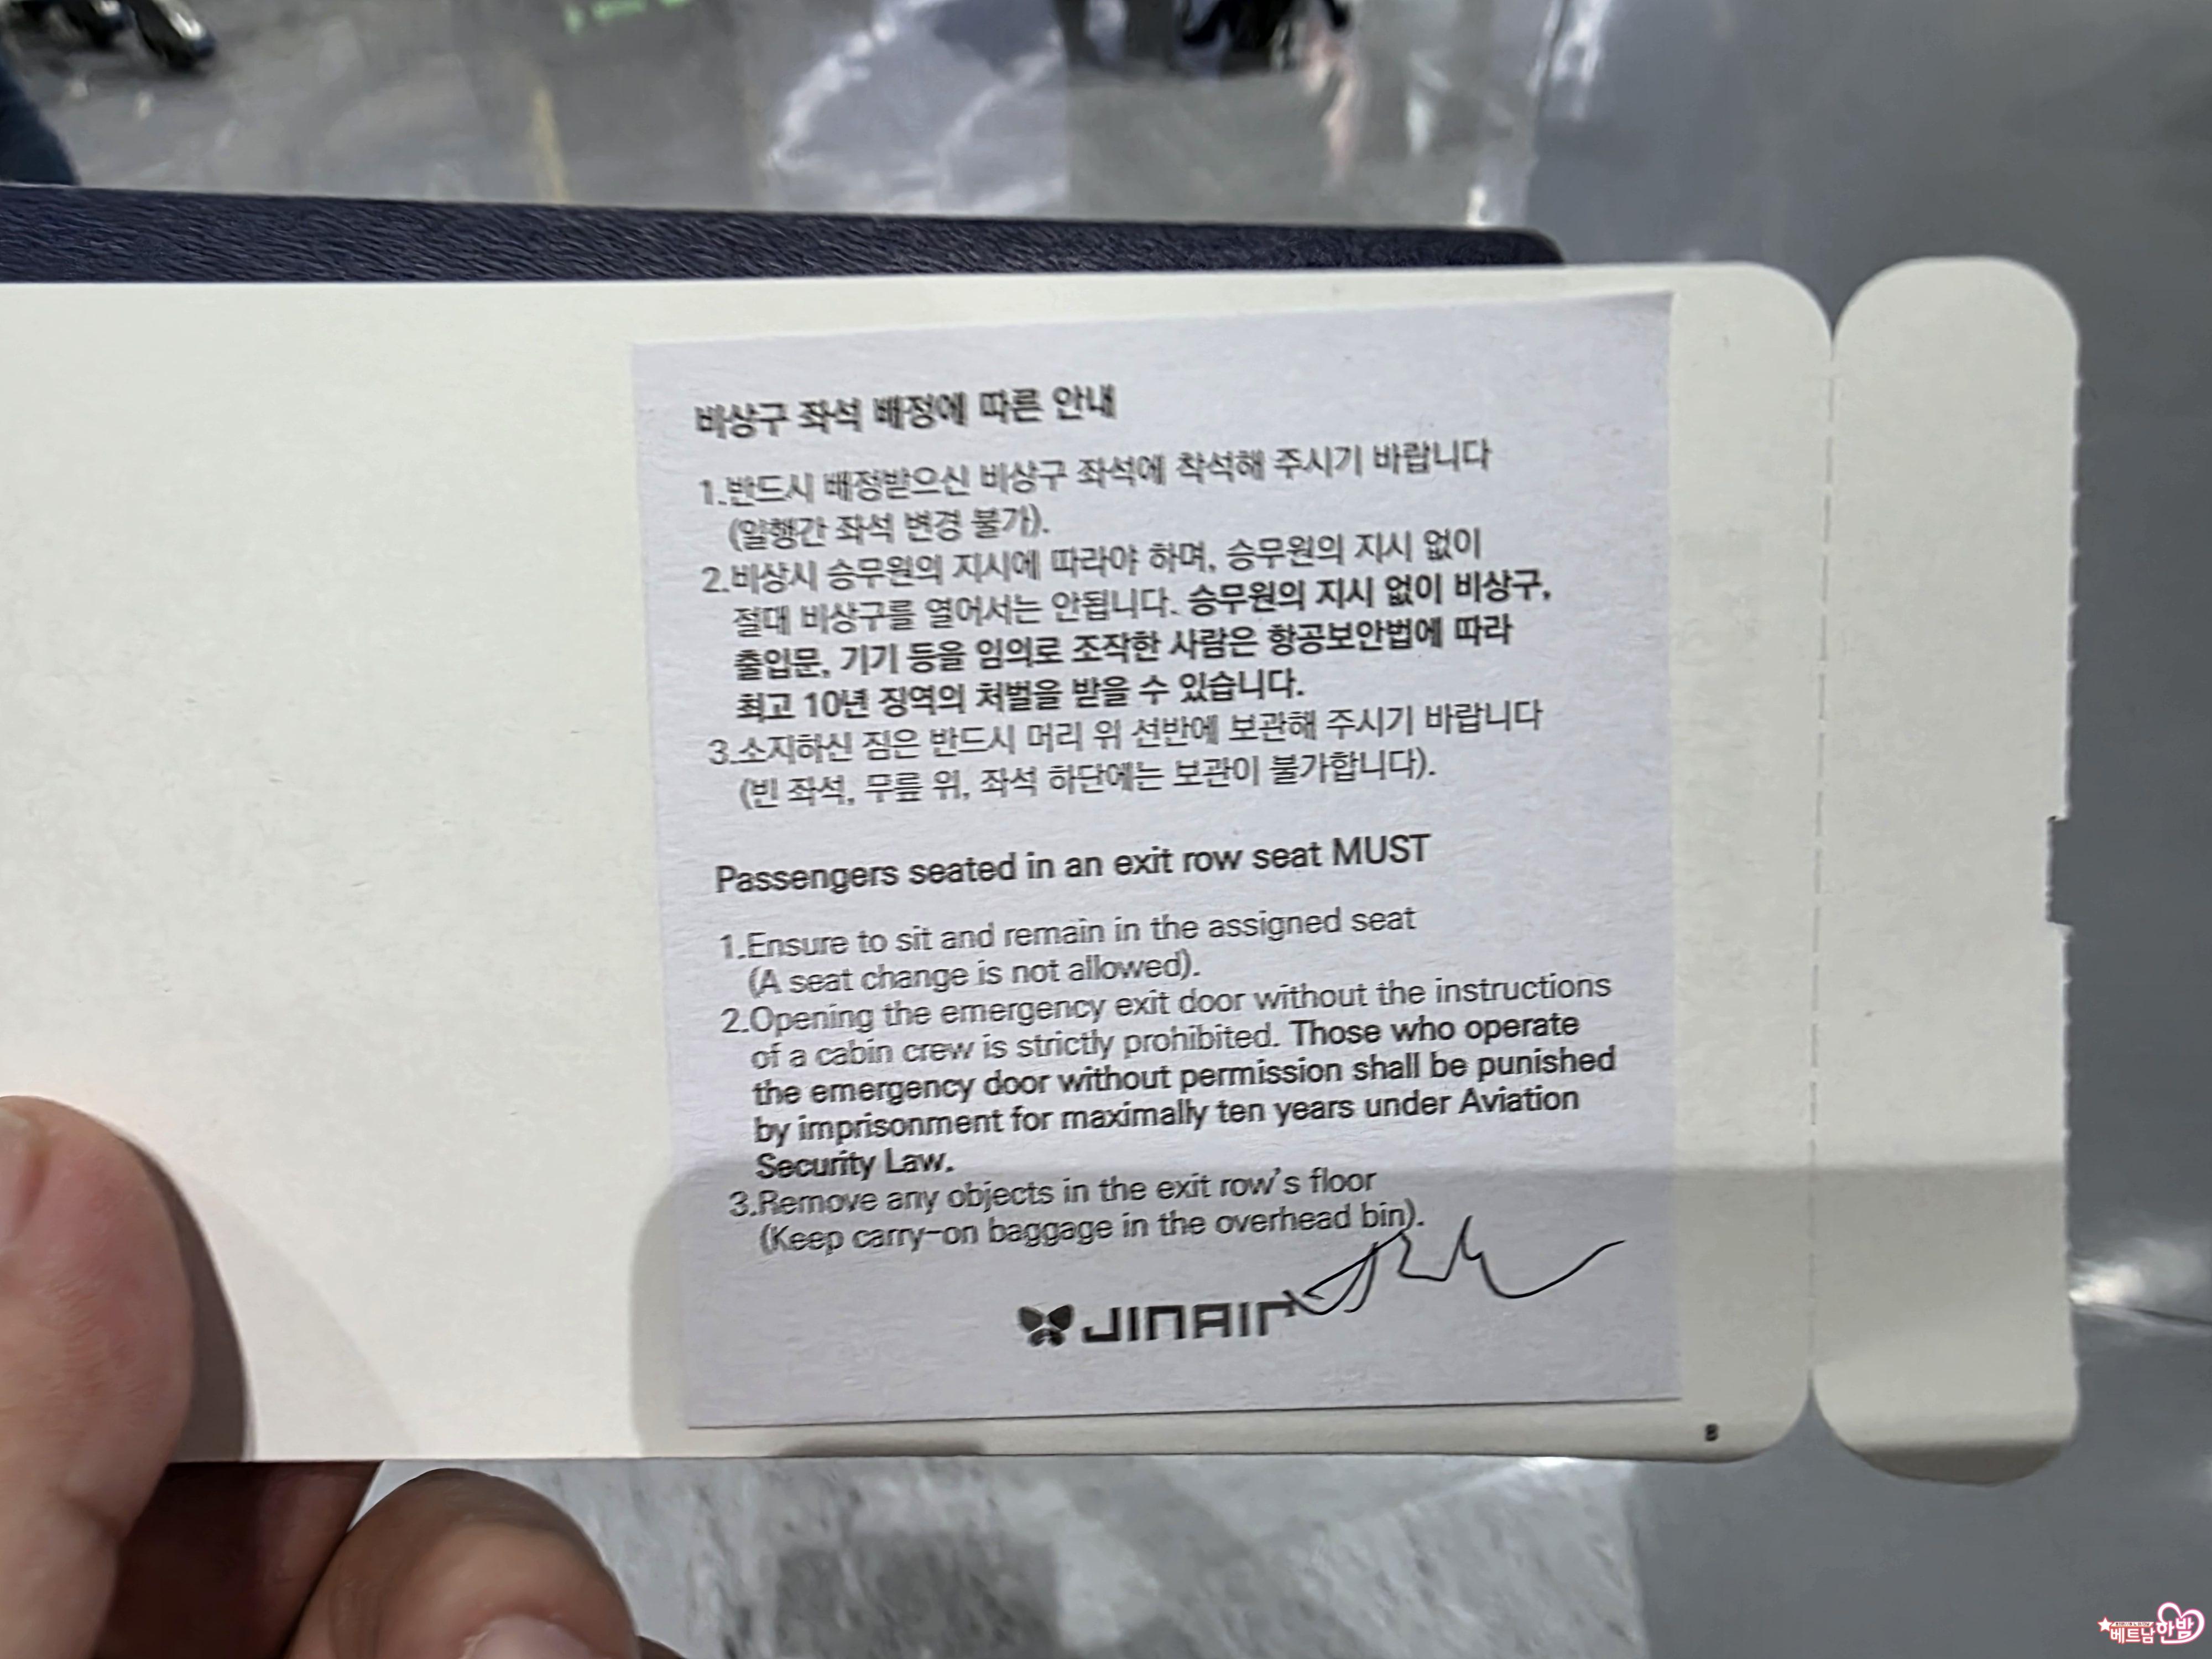 비상구 좌석 배정에 따른 안내
1.반드시 배정받으신 비상구 좌석에 착석해 주시기 바랍니다
(일행간 좌석 변경 불가).
2.비상시 승무원의 지시에 따라야 하며, 승무원의 지시 없이
절대 비상구를 열어서는 안됩니다. 승무원의 지시 없이 비상구,
출입문, 기기 등을 임의로 조작한 사람은 항공보안법에 따라
최고 10년 징역의 처벌을 받을 수 있습니다.
3.소지하신 짐은 반드시 머리 위 선반에 보관해 주시기 바랍니다
(빈 좌석, 무릎 위, 좌석 하단에는 보관이 불가합니다).
Passengers seated in an exit row seat MUST
1.Ensure to sit and remain in the assigned seat
(A seat change is not allowed).
2.Opening the emergency exit door without the instructions
of a cabin crew is strictly prohibited. Those who operate
the emergency door without permission shall be punished
by imprisonment for maximally ten years under Aviation
Security Law.
3.Remove any objects in the exit row's floor
(Keep carry-on baggage in the overhead bin).
JINAIR
8
베트남하밤